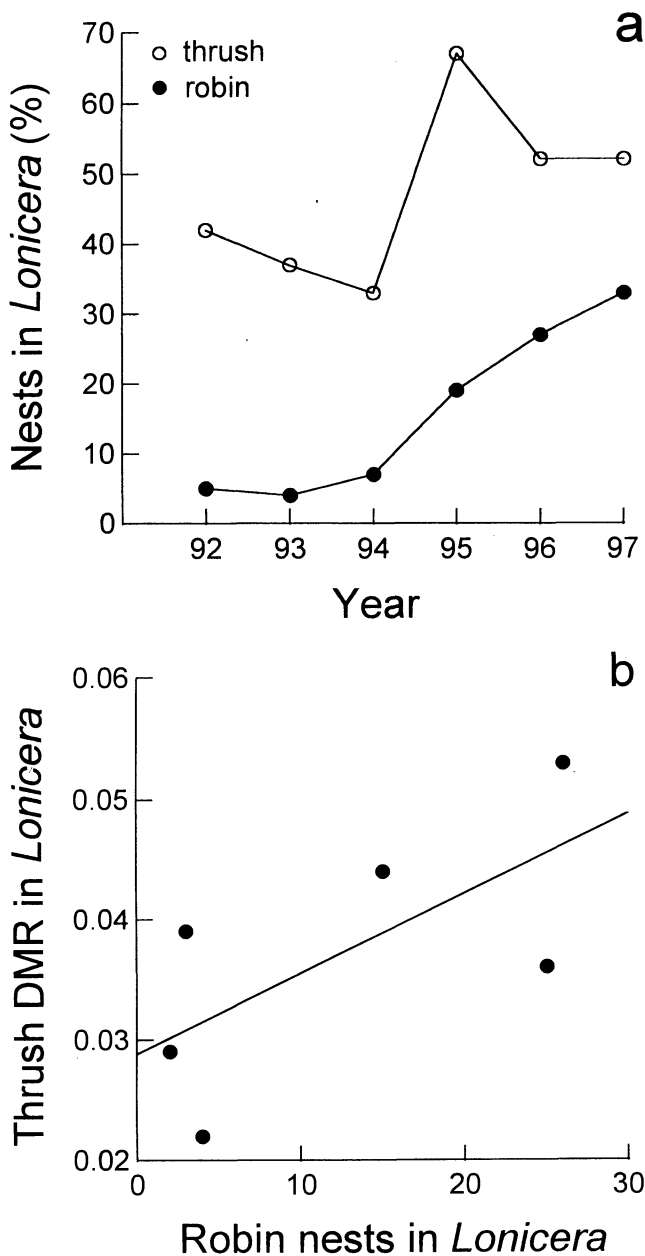 a
70
thrush
robin
60
50
40
30
20
10
0
Nests in Lonicera (%)
92 93 94 95 96 97
Year
b
0.06
0.05
0.04
0.03
0.02
Thrush DMR in Lonicera
0 10 20 30
Robin nests in Lonicera